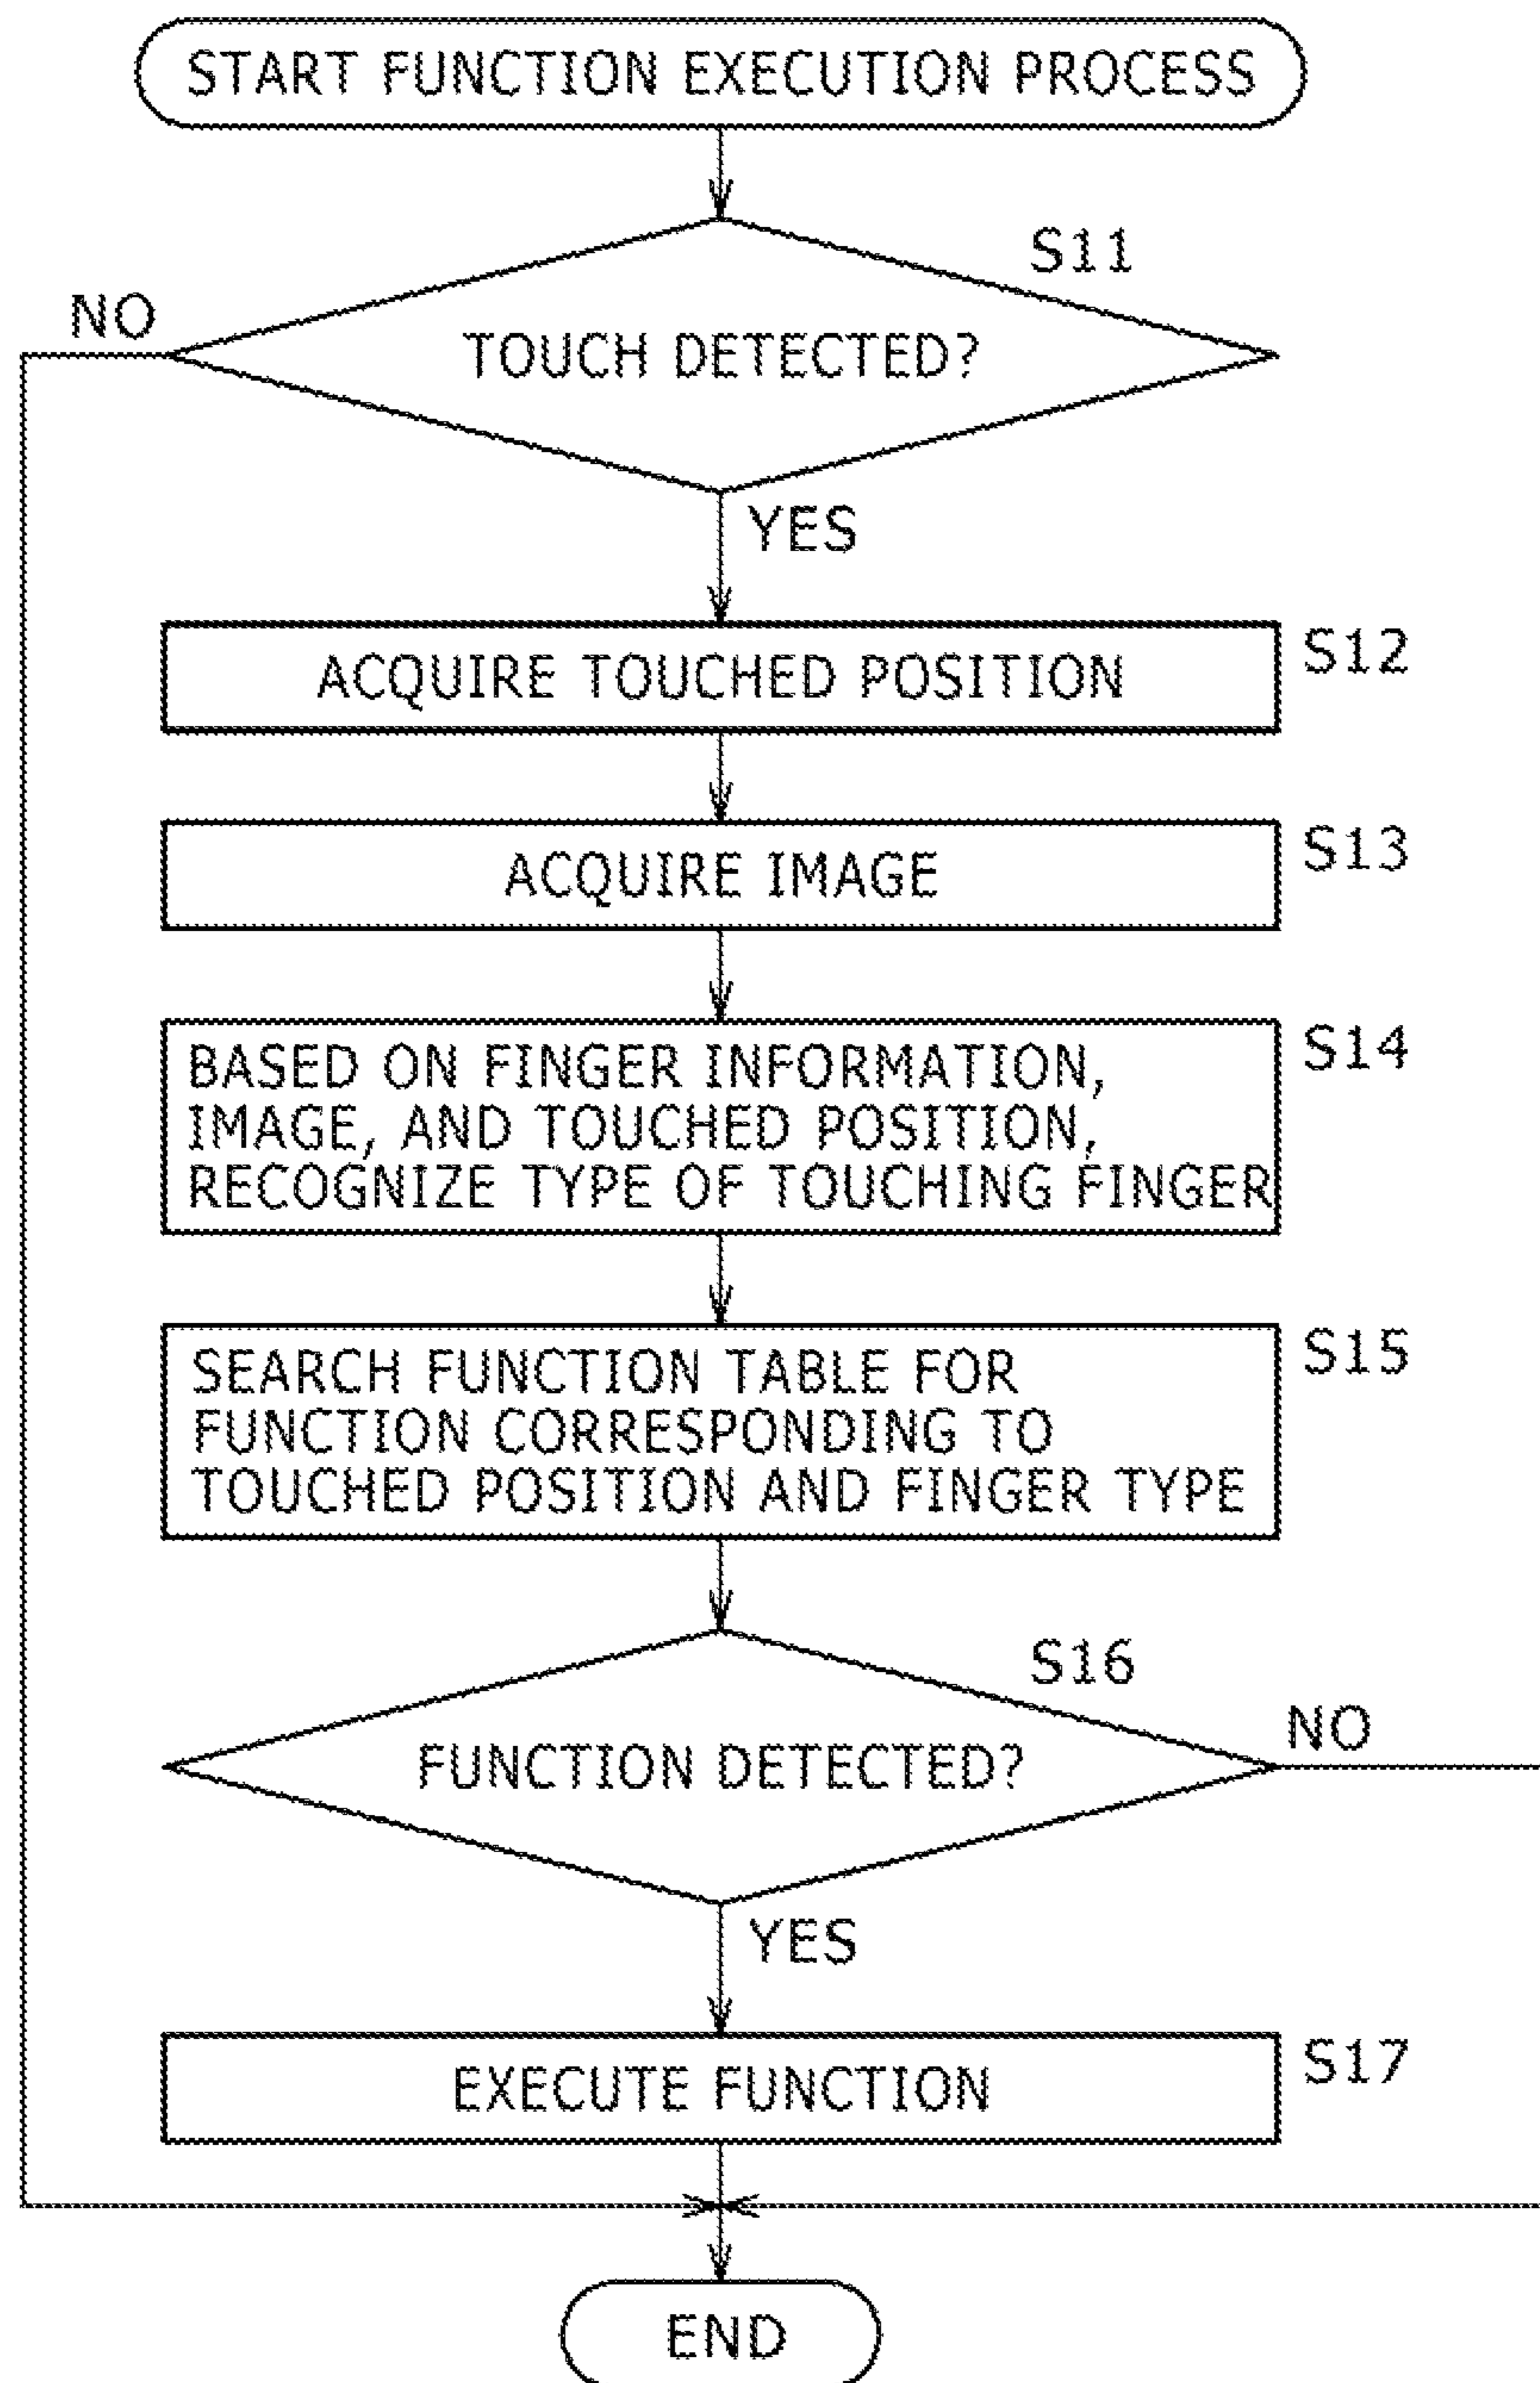 START FUNCTION EXECUTION PROCESS
S11
NO
TOUCH DETECTED?
YES
ACQUIRE TOUCHED POSITION
S12
ACQUIRE IMAGE
S13
BASED ON FINGER INFORMATION,
IMAGE, AND TOUCHED POSITION,
RECOGNIZE TYPE OF TOUCHING FINGER
S14
SEARCH FUNCTION TABLE FOR
FUNCTION CORRESPONDING TO
TOUCHED POSITION AND FINGER TYPE
S15
S16
NO
FUNCTION DETECTED?
YES
EXECUTE FUNCTION
S17
END